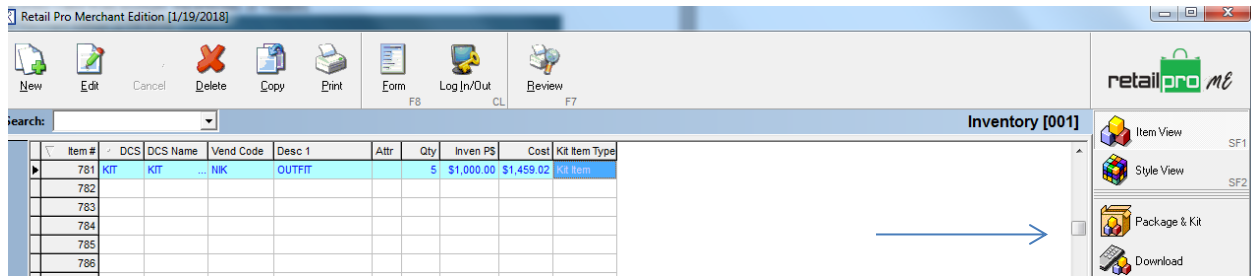 Retail Pro Merchant Edition [1/19/2018]
New Edit Cancel Delete Copy Print Form Log In/Out Review
F8 CL F7
retail pro ME
Search: Inventory [001]
Item View
SF1
Style View
SF2
Package & Kit
Download
Item # DCS DCS Name Vend Code Desc 1 Attr Qty Inven P$ Cost Kit Item Type
781 KIT KIT ... NIK OUTFIT 5 $1,000.00 $1,459.02 Kit Item
782
783
784
785
786